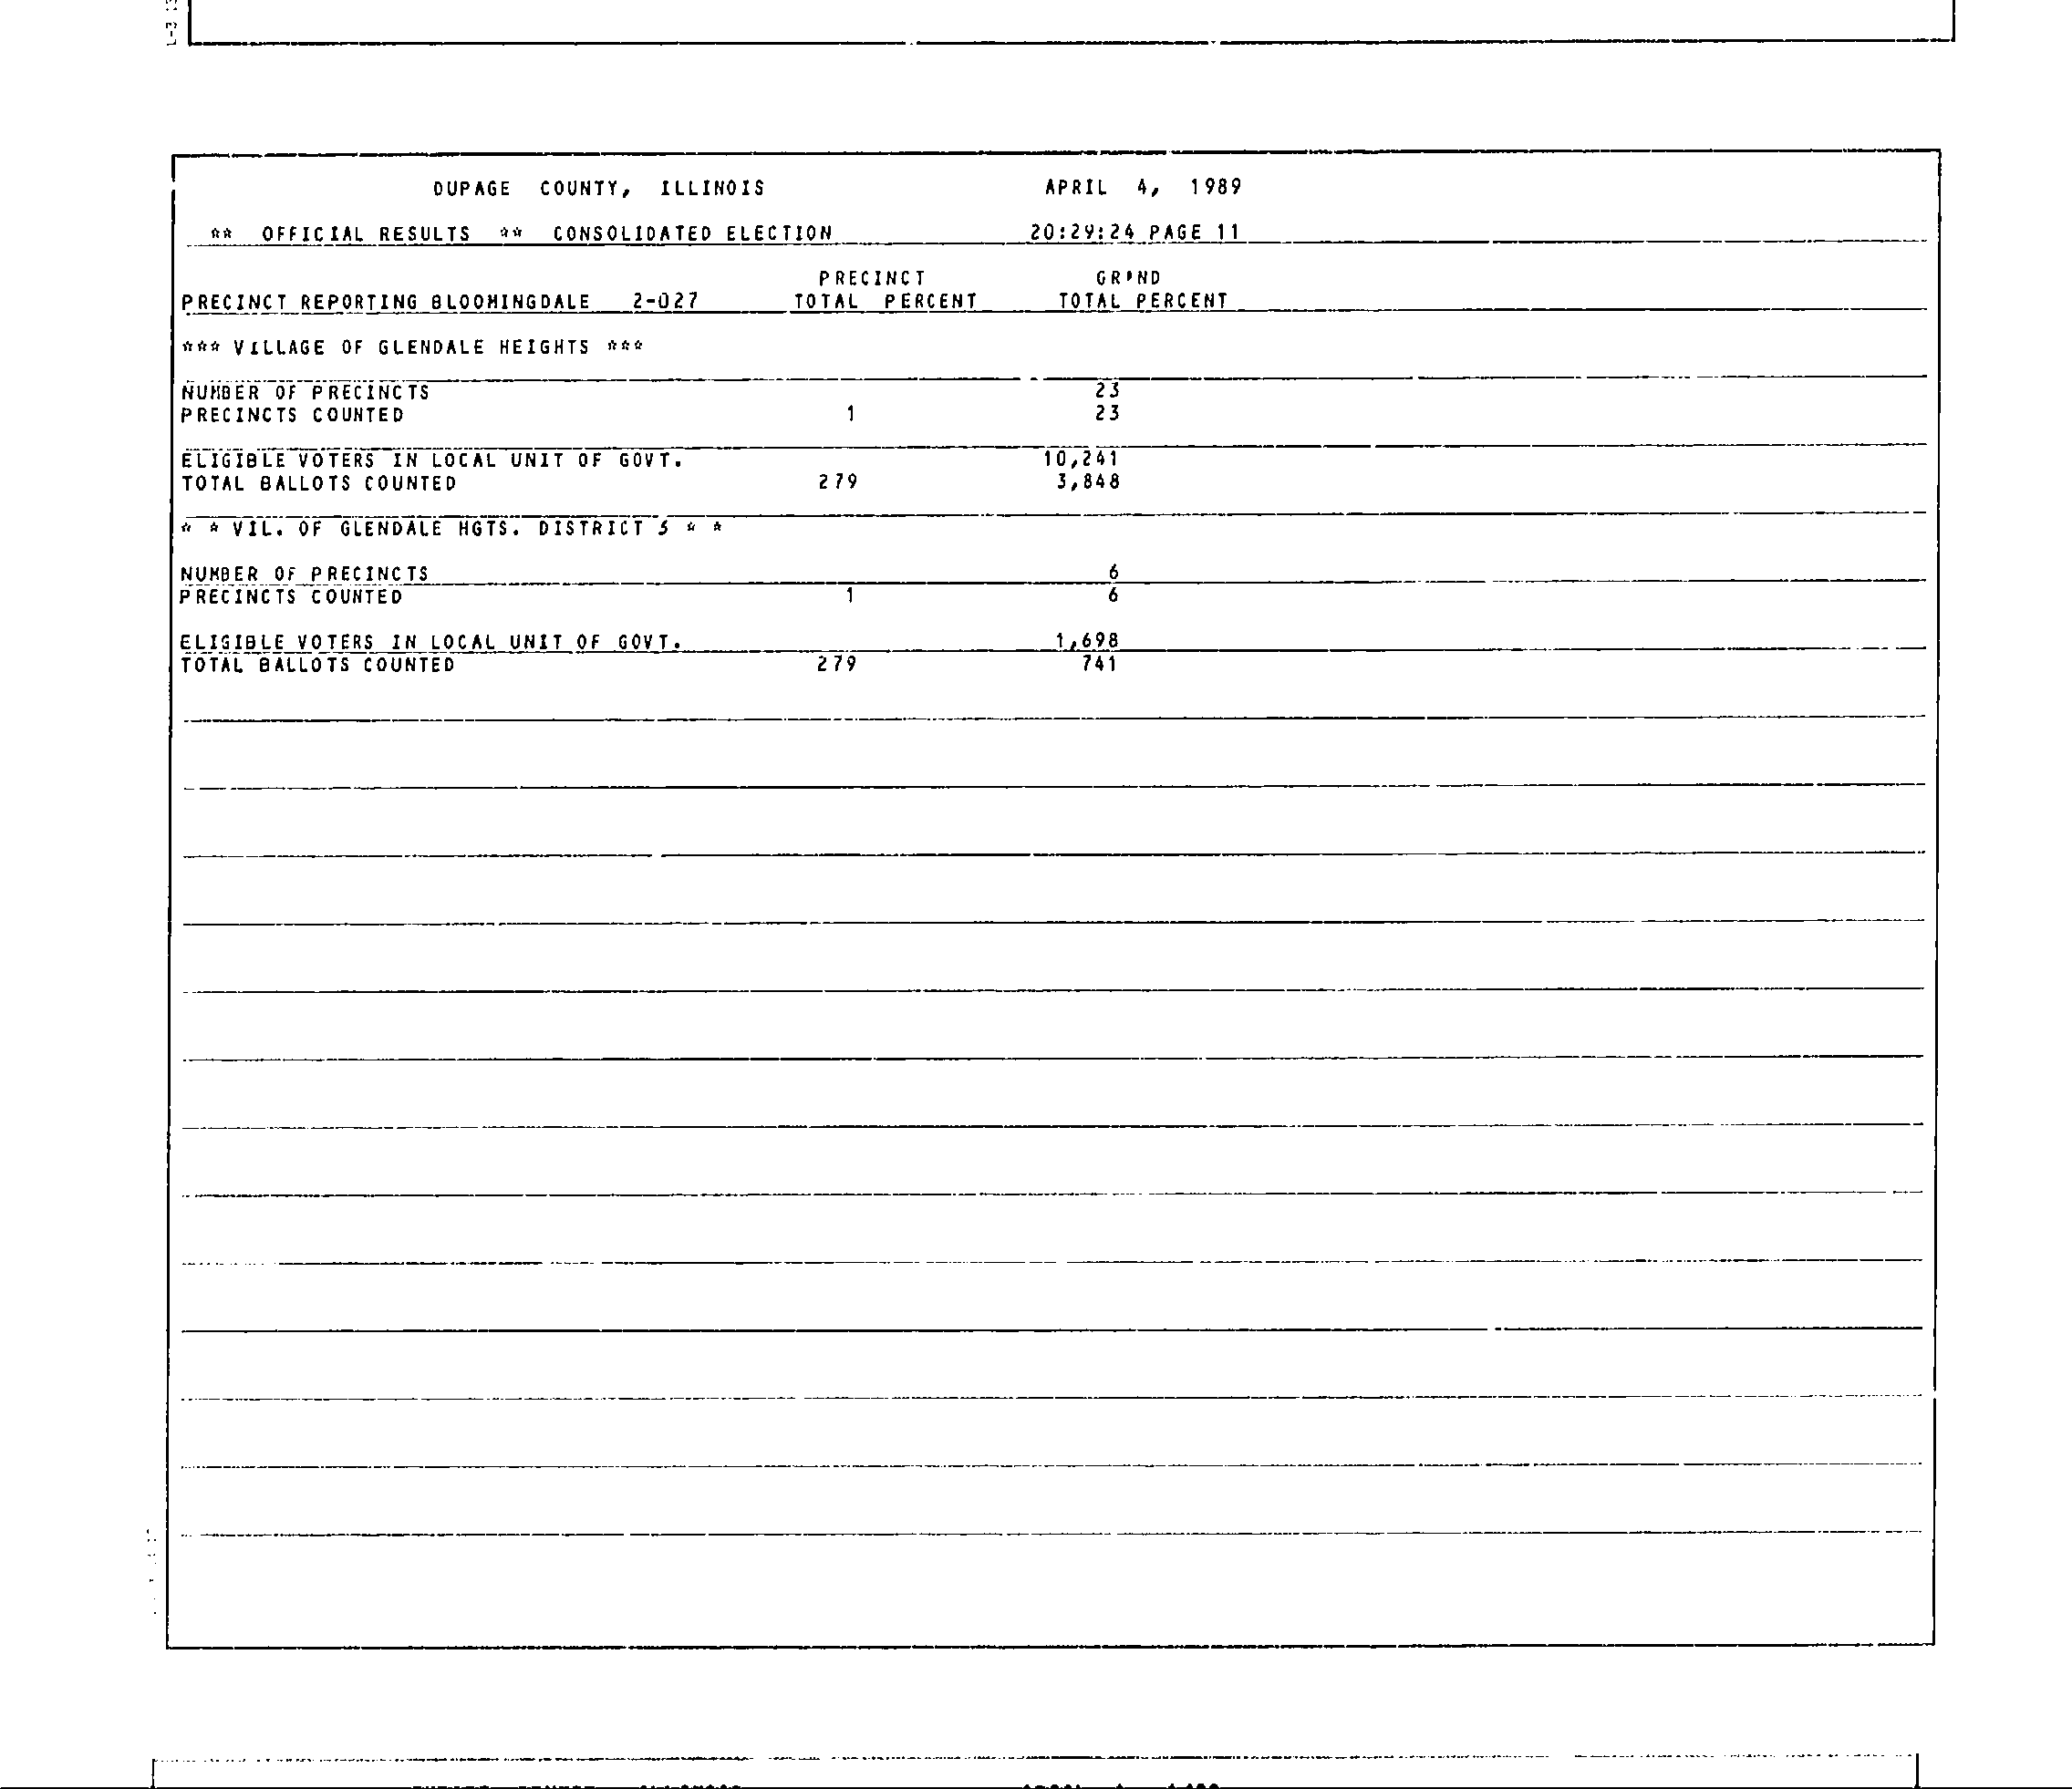 DUPAGE COUNTY, ILLINOIS APRIL 4, 1989
** OFFICIAL RESULTS ** CONSOLIDATED ELECTION 20:29:24 PAGE 11
PRECINCT GRAND
PRECINCT REPORTING BLOOMINGDALE 2-027 TOTAL PERCENT TOTAL PERCENT
*** VILLAGE OF GLENDALE HEIGHTS ***
NUMBER OF PRECINCTS 23
PRECINCTS COUNTED 1 23
ELIGIBLE VOTERS IN LOCAL UNIT OF GOVT. 10,241
TOTAL BALLOTS COUNTED 279 3,848
* * VIL. OF GLENDALE HGTS. DISTRICT 5 * *
NUMBER OF PRECINCTS 6
PRECINCTS COUNTED 1 6
ELIGIBLE VOTERS IN LOCAL UNIT OF GOVT. 1,698
TOTAL BALLOTS COUNTED 279 741